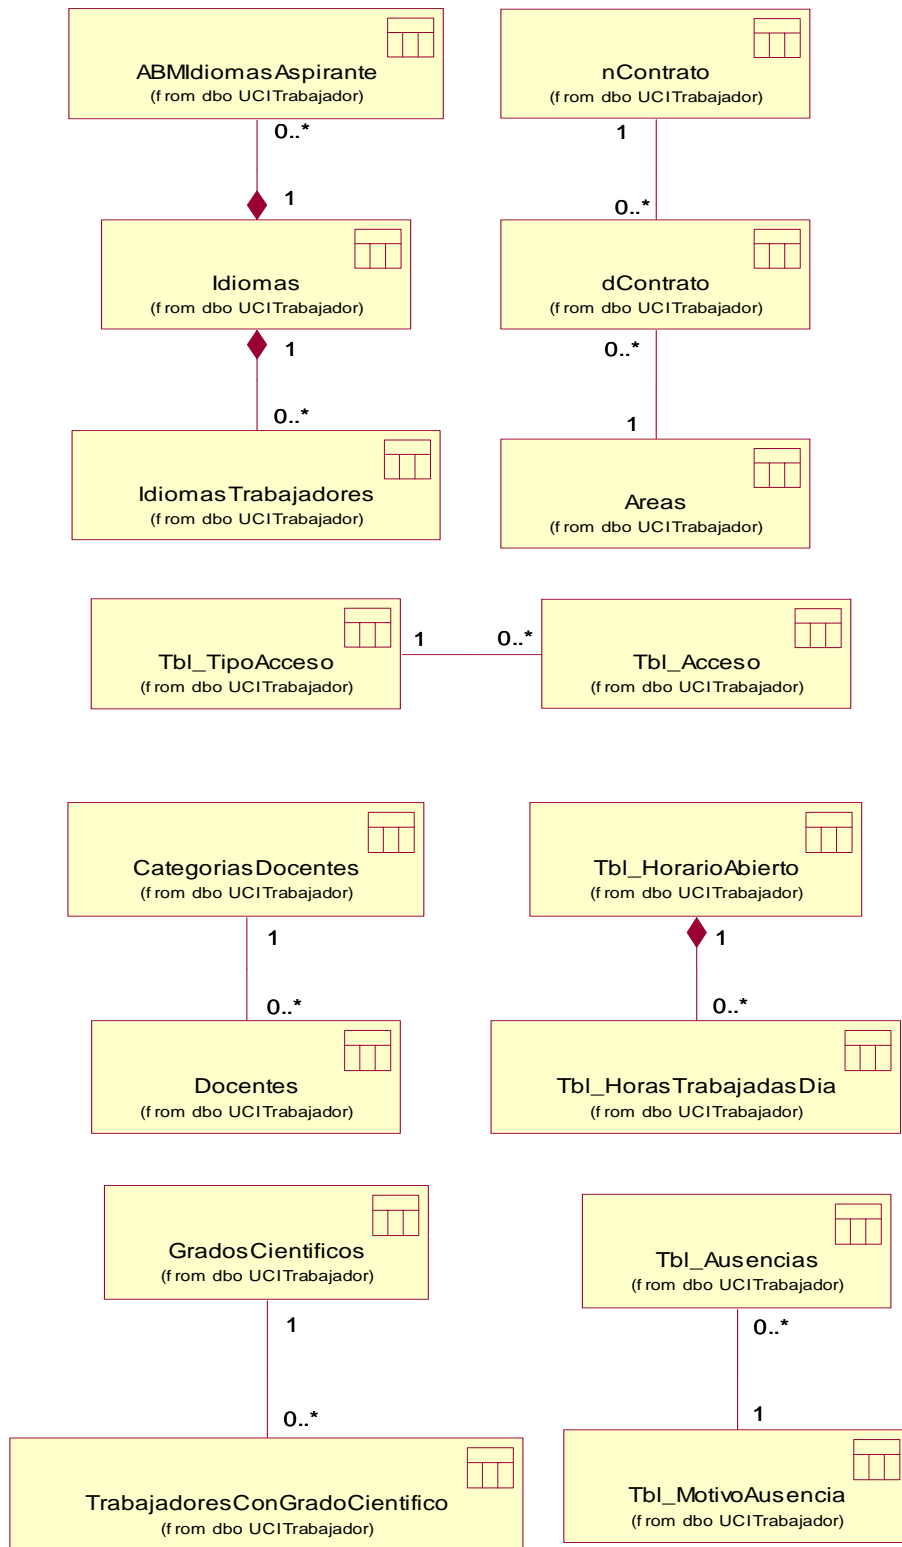 ABMIdiomasAspirante
(from dbo UCITrabajador)
0..*
1
Idiomas
(from dbo UCITrabajador)
1
0..*
IdiomasTrabajadores
(from dbo UCITrabajador)
nContrato
(from dbo UCITrabajador)
1
0..*
dContrato
(from dbo UCITrabajador)
0..*
1
Areas
(from dbo UCITrabajador)
Tbl_TipoAcceso
(from dbo UCITrabajador)
1
0..*
Tbl_Acceso
(from dbo UCITrabajador)
CategoriasDocentes
(from dbo UCITrabajador)
1
0..*
Docentes
(from dbo UCITrabajador)
Tbl_HorarioAbierto
(from dbo UCITrabajador)
1
0..*
Tbl_HorasTrabajadasDia
(from dbo UCITrabajador)
GradosCientificos
(from dbo UCITrabajador)
1
0..*
TrabajadoresConGradoCientifico
(from dbo UCITrabajador)
Tbl_Ausencias
(from dbo UCITrabajador)
0..*
1
Tbl_MotivoAusencia
(from dbo UCITrabajador)